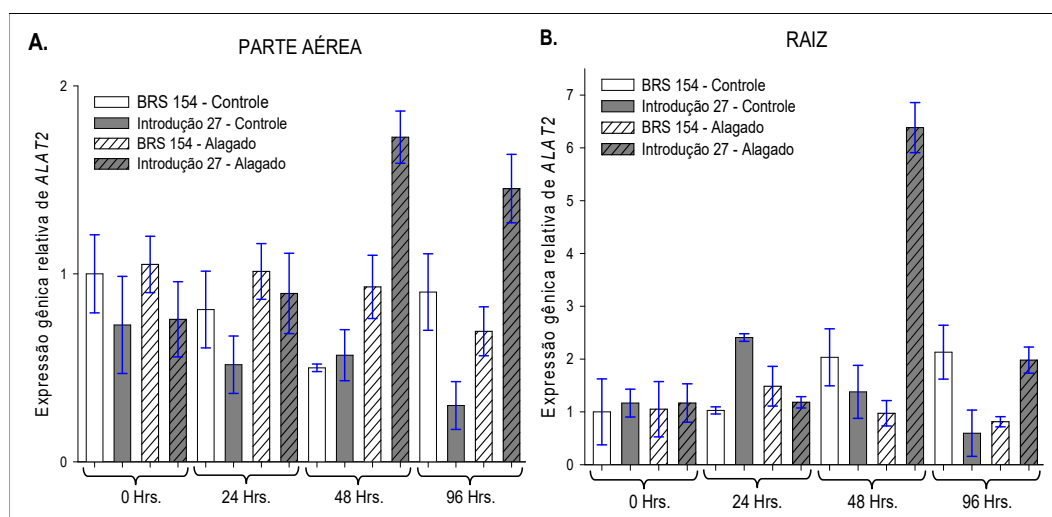 A.
PARTE AÉREA
Expressão gênica relativa de ALAT2
2
1
0
BRS 154 - Controle
Introdução 27 - Controle
BRS 154 - Alagado
Introdução 27 - Alagado
0 Hrs.
24 Hrs.
48 Hrs.
96 Hrs.
B.
RAIZ
Expressão gênica relativa de ALAT2
7
6
5
4
3
2
1
0
BRS 154 - Controle
Introdução 27 - Controle
BRS 154 - Alagado
Introdução 27 - Alagado
0 Hrs.
24 Hrs.
48 Hrs.
96 Hrs.